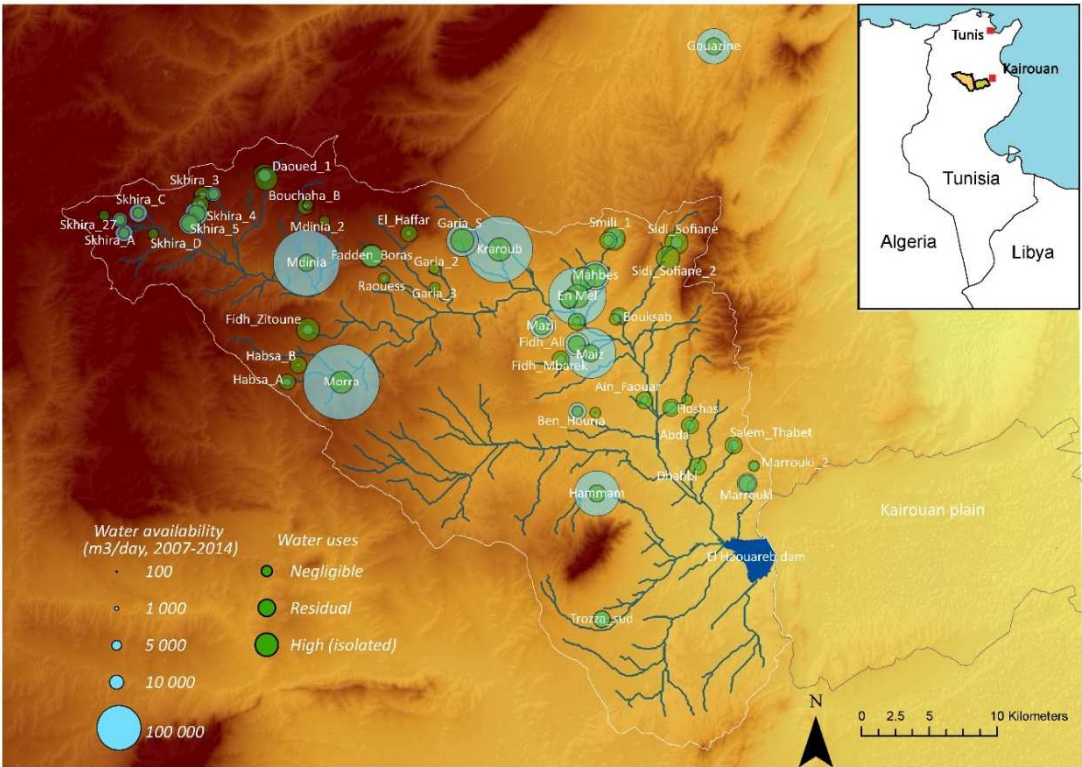 Gouazine
Tunis
Kairouan
Tunisia
Algeria
Libya
Daoued_1
Skhira_3
Bouchaha_B
Skhira_C
Skhira_4
Skhira_27
Skhira_5
Mdinia_2
El_Haffar
Garia_S
Smili_1
Sidi_Sofiane
Skhira_A
Skhira_D
Kraroub
Mdinia
Fadden_Boras
Garia_2
Sidi_Sofiane_2
Mahbes
Raouess
Garia_3
En Mel
Fidh_Zitoune
Mazil
Bouksab
Fidh_Ali
Maiz
Habsa_B
Fidh_Mbarek
Habsa_A
Morra
Ain_Faouar
Hoshas
Ben_Houria
Abda
Salem_Thabet
Marrouki_2
Dhahbi
Marrouki
Hammam
Kairouan plain
El Haouareb dam
Trozza_sud
Water availability
(m3/day, 2007-2014)
100
1 000
5 000
10 000
100 000
Water uses
Negligible
Residual
High (isolated)
N
0 2.5 5 10 Kilometers